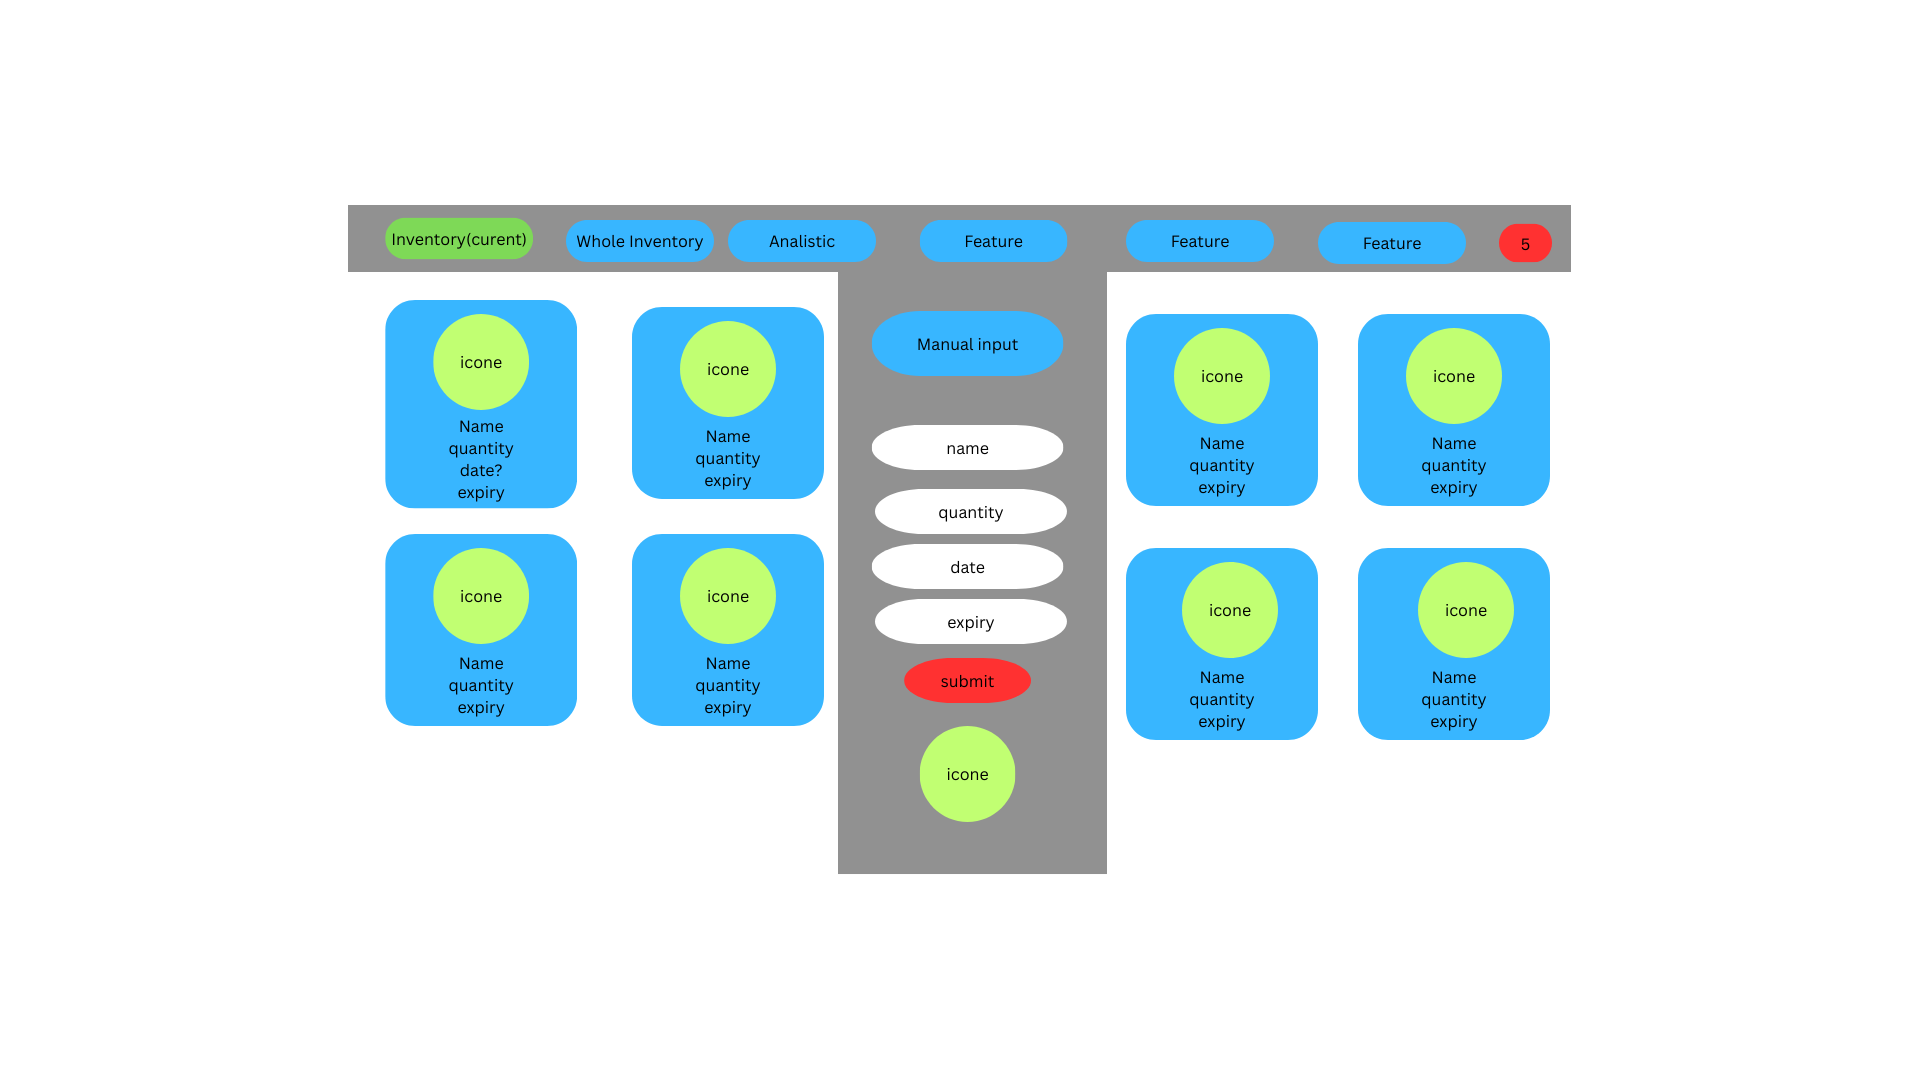 Inventory(curent)
Whole Inventory
Analistic
Feature
Feature
Feature
5
icone
Name
quantity
date?
expiry
icone
Name
quantity
expiry
icone
Name
quantity
expiry
icone
Name
quantity
expiry
Manual input
name
quantity
date
expiry
submit
icone
icone
Name
quantity
expiry
icone
Name
quantity
expiry
icone
Name
quantity
expiry
icone
Name
quantity
expiry